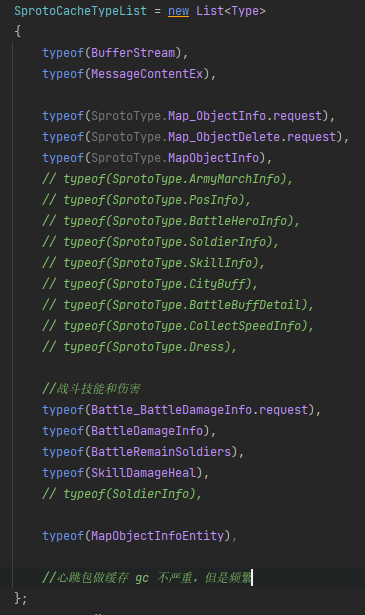 SprotoCacheTypeList = new List<Type>
{
typeof(BufferStream),
typeof(MessageContentEx),
typeof(SprotoType.Map_ObjectInfo.request),
typeof(SprotoType.Map_ObjectDelete.request),
typeof(SprotoType.MapObjectInfo),
// typeof(SprotoType.ArmyMarchInfo),
// typeof(SprotoType.PosInfo),
// typeof(SprotoType.BattleHeroInfo),
// typeof(SprotoType.SoldierInfo),
// typeof(SprotoType.SkillInfo),
// typeof(SprotoType.CityBuff),
// typeof(SprotoType.BattleBuffDetail),
// typeof(SprotoType.CollectSpeedInfo),
// typeof(SprotoType.Dress),
//战斗技能和伤害
typeof(Battle_BattleDamageInfo.request),
typeof(BattleDamageInfo),
typeof(BattleRemainSoldiers),
typeof(SkillDamageHeal),
// typeof(SoldierInfo),
typeof(MapObjectInfoEntity),
//心跳包做缓存 gc 不严重. 但是频繁
};